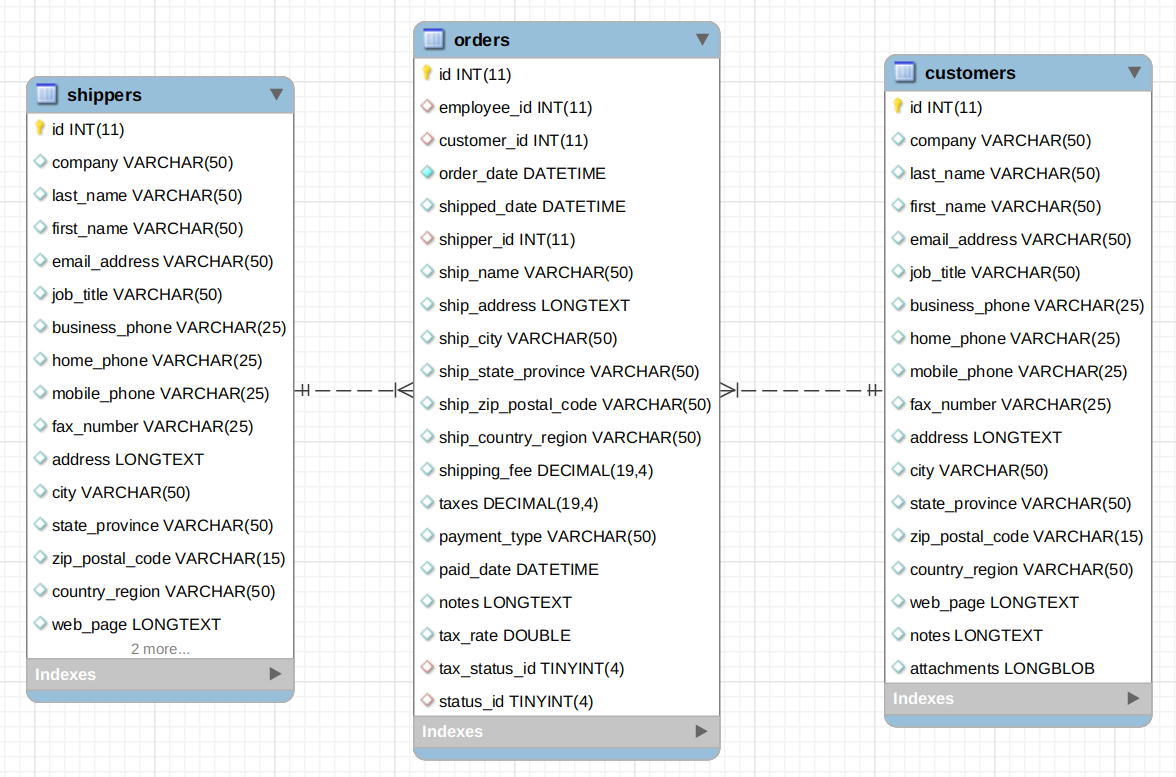 shippers
id INT(11)
company VARCHAR(50)
last_name VARCHAR(50)
first_name VARCHAR(50)
email_address VARCHAR(50)
job_title VARCHAR(50)
business_phone VARCHAR(25)
home_phone VARCHAR(25)
mobile_phone VARCHAR(25)
fax_number VARCHAR(25)
address LONGTEXT
city VARCHAR(50)
state_province VARCHAR(50)
zip_postal_code VARCHAR(15)
country_region VARCHAR(50)
web_page LONGTEXT
2 more...
Indexes
orders
id INT(11)
employee_id INT(11)
customer_id INT(11)
order_date DATETIME
shipped_date DATETIME
shipper_id INT(11)
ship_name VARCHAR(50)
ship_address LONGTEXT
ship_city VARCHAR(50)
ship_state_province VARCHAR(50)
ship_zip_postal_code VARCHAR(50)
ship_country_region VARCHAR(50)
shipping_fee DECIMAL(19,4)
taxes DECIMAL(19,4)
payment_type VARCHAR(50)
paid_date DATETIME
notes LONGTEXT
tax_rate DOUBLE
tax_status_id TINYINT(4)
status_id TINYINT(4)
Indexes
customers
id INT(11)
company VARCHAR(50)
last_name VARCHAR(50)
first_name VARCHAR(50)
email_address VARCHAR(50)
job_title VARCHAR(50)
business_phone VARCHAR(25)
home_phone VARCHAR(25)
mobile_phone VARCHAR(25)
fax_number VARCHAR(25)
address LONGTEXT
city VARCHAR(50)
state_province VARCHAR(50)
zip_postal_code VARCHAR(15)
country_region VARCHAR(50)
web_page LONGTEXT
notes LONGTEXT
attachments LONGBLOB
Indexes